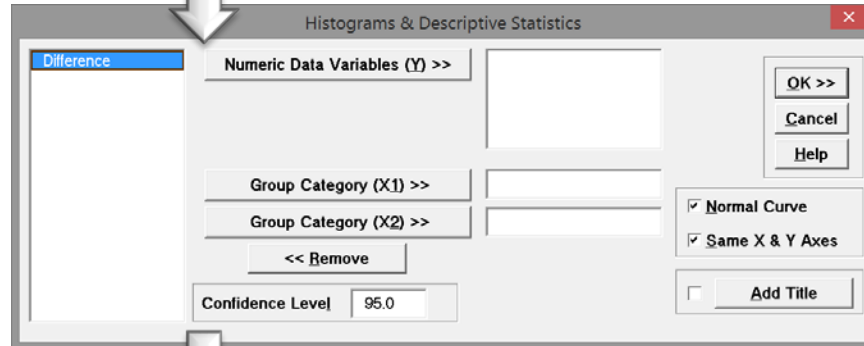 Histograms & Descriptive Statistics
Difference
Numeric Data Variables (Y) >>
Group Category (X1) >>
Group Category (X2) >>
<< Remove
Confidence Level
95.0
OK >>
Cancel
Help
Normal Curve
Same X & Y Axes
Add Title